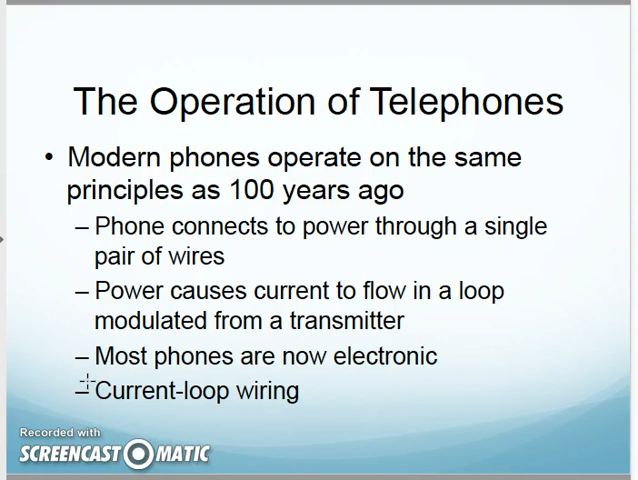 The Operation of Telephones
• Modern phones operate on the same
principles as 100 years ago
– Phone connects to power through a single
pair of wires
– Power causes current to flow in a loop
modulated from a transmitter
– Most phones are now electronic
– Current-loop wiring
Recorded with
SCREENCAST MATIC